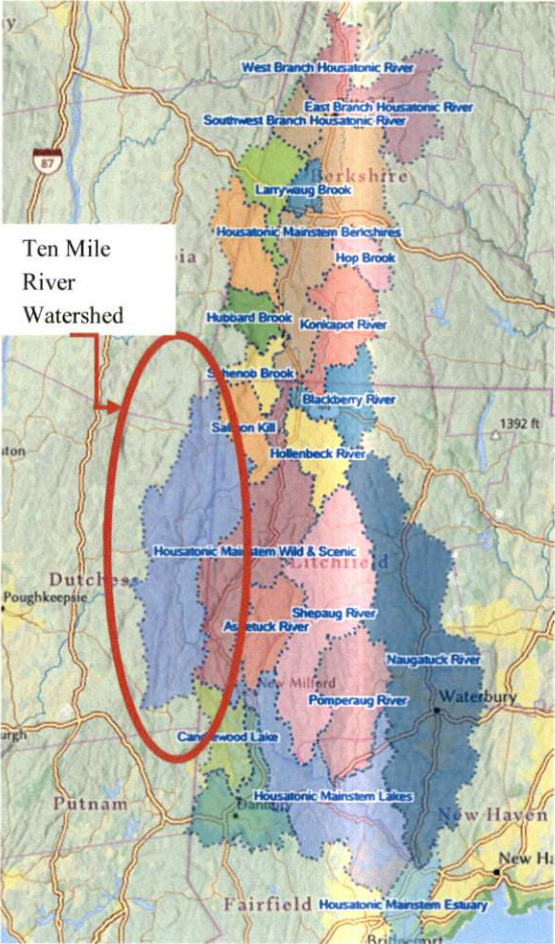 West Branch Housatonic River
East Branch Housatonic River
Southwest Branch Housatonic River
87
Berkshire
Larrywaug Brook
Housatonic Mainstem Berkshires
Ten Mile
River
Watershed
Hop Brook
Hubbard Brook
Konkapot River
Schenob Brook
Blackberry River
Salmon Kill
1392 ft
Hollenbeck River
Housatonic Mainstem Wild & Scenic
Litchfield
Dutchess
Poughkeepsie
Shepaug River
Aspetuck River
Naugatuck River
New Milford
Pomperaug River
Waterbury
Candlewood Lake
Housatonic Mainstem Lakes
Putnam
Danbury
New Haven
New Ha
Fairfield
Housatonic Mainstem Estuary
Bridgeport